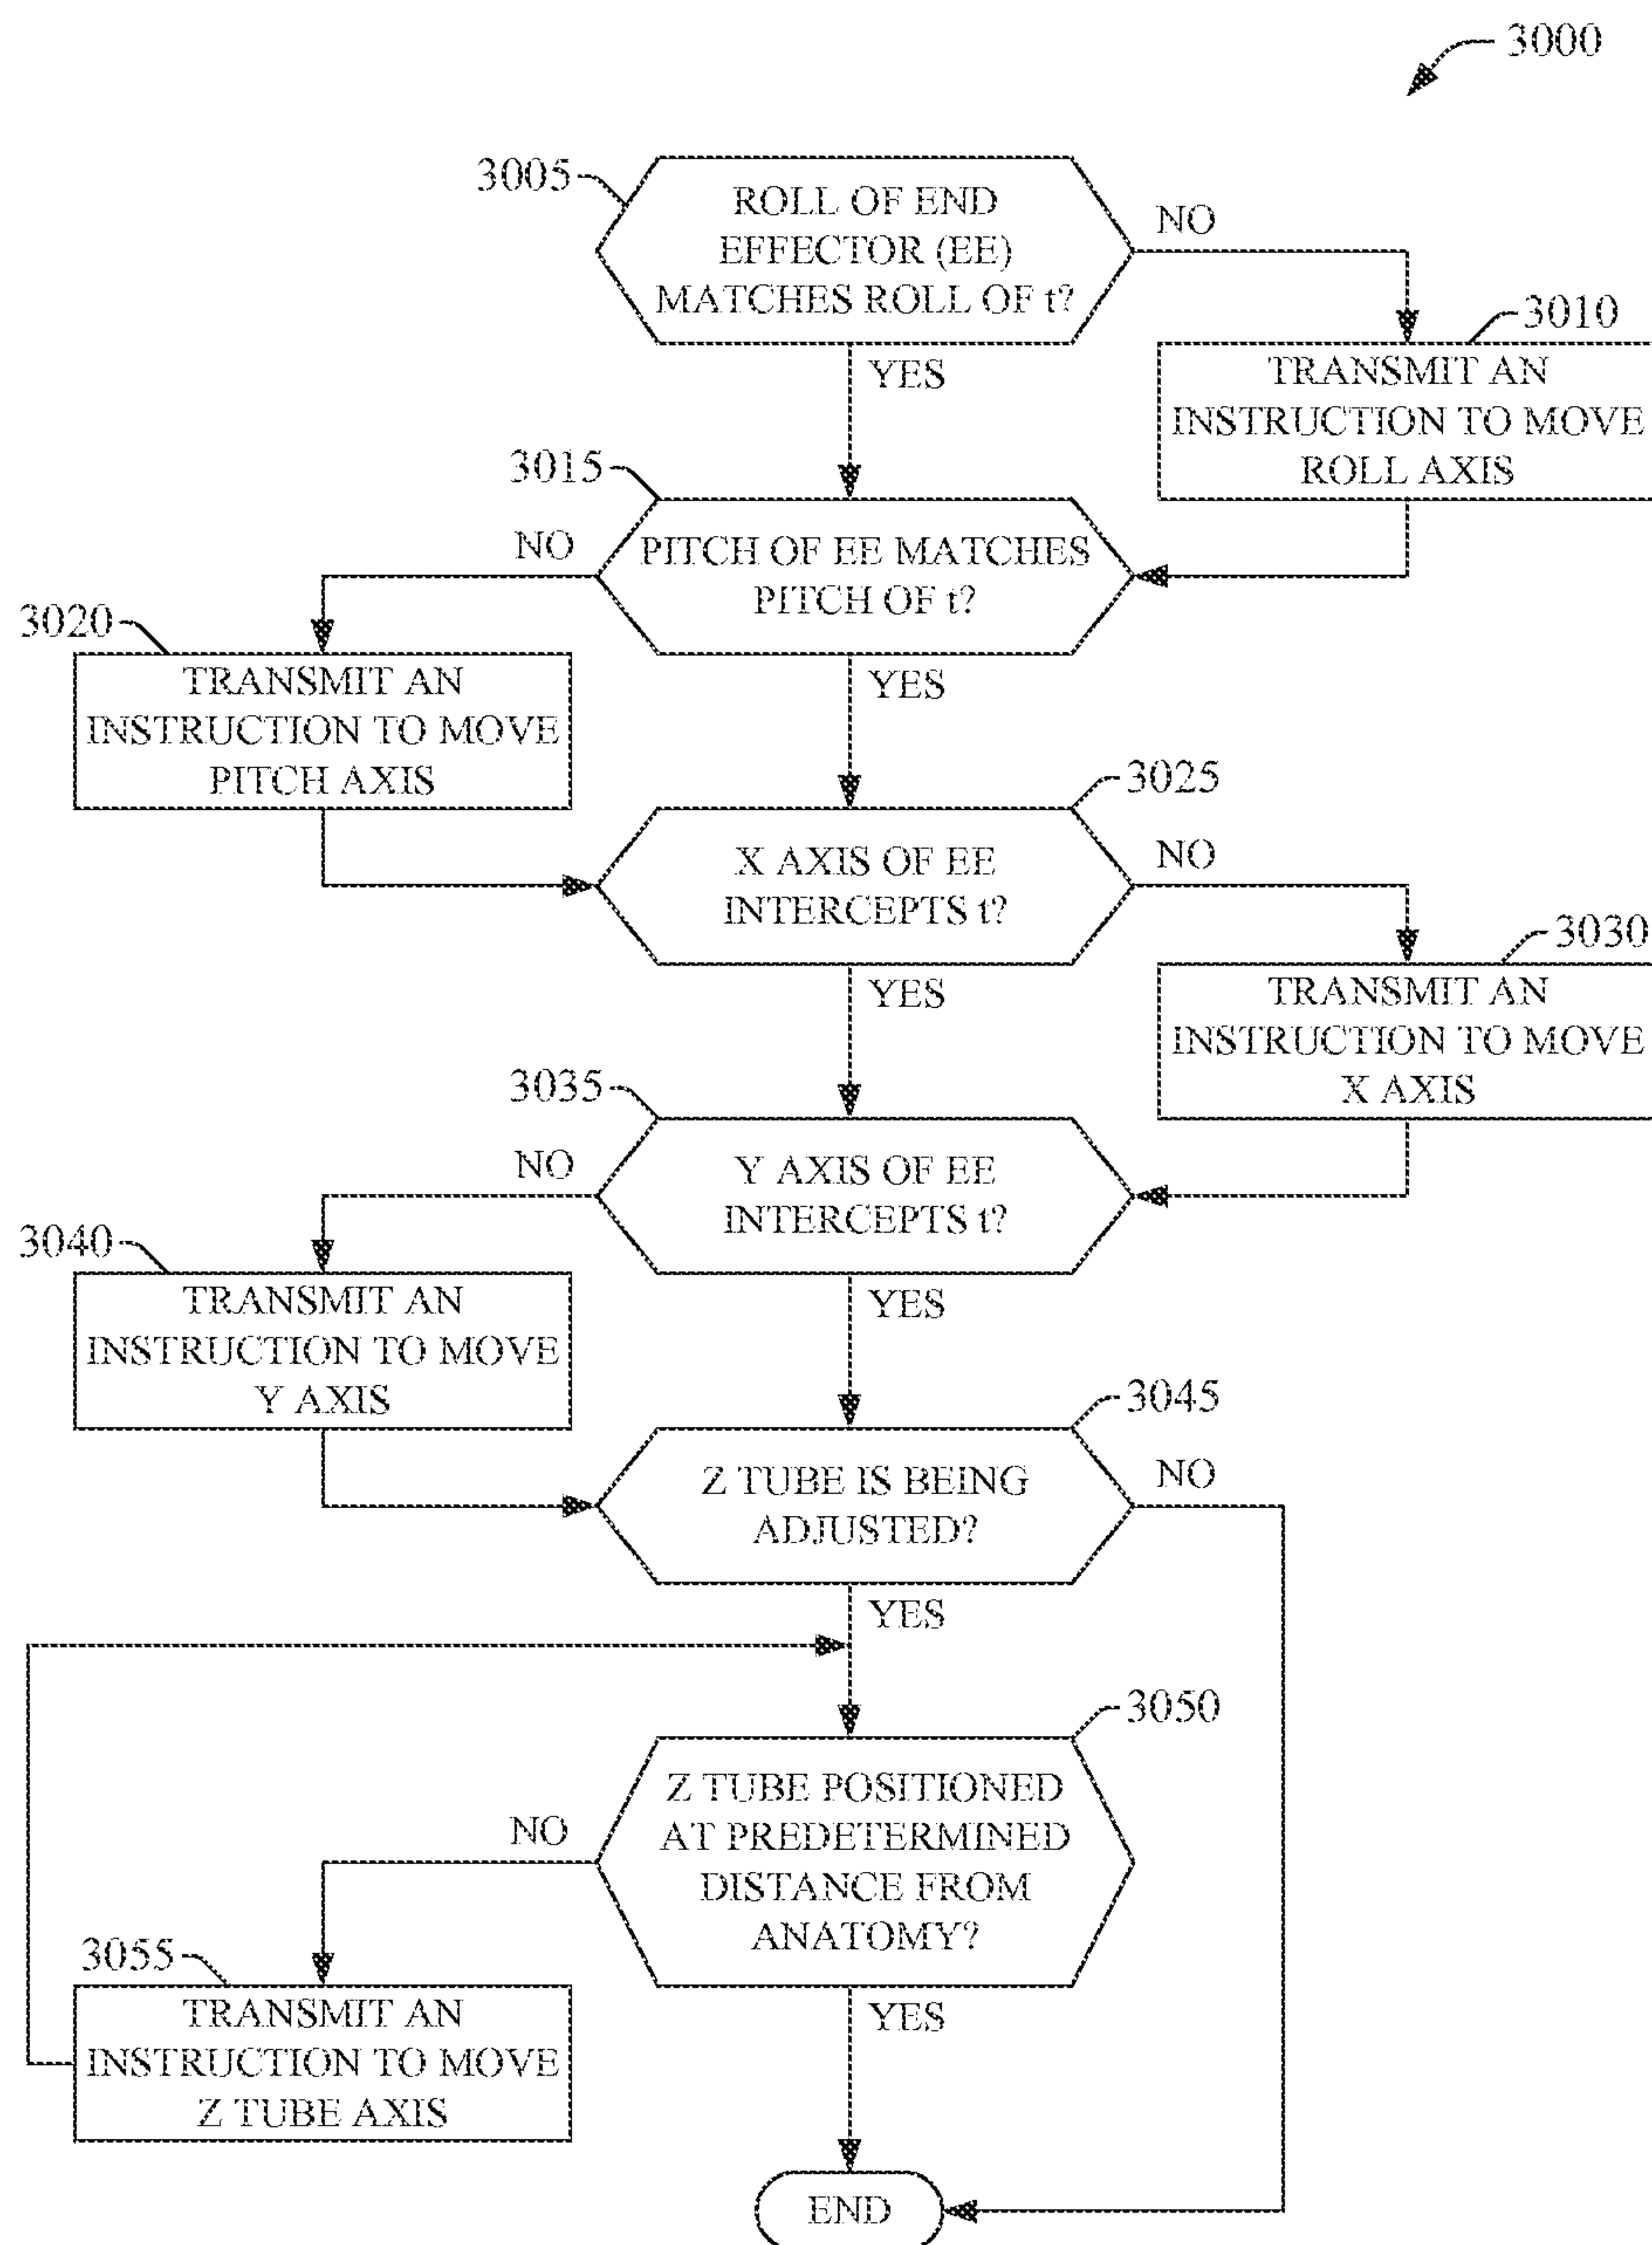 3000
3005
ROLL OF END
EFFECTOR (EE)
MATCHES ROLL OF t?
NO
YES
3010
TRANSMIT AN
INSTRUCTION TO MOVE
ROLL AXIS
3015
PITCH OF EE MATCHES
PITCH OF t?
NO
YES
3020
TRANSMIT AN
INSTRUCTION TO MOVE
PITCH AXIS
3025
X AXIS OF EE
INTERCEPTS t?
NO
YES
3030
TRANSMIT AN
INSTRUCTION TO MOVE
X AXIS
3035
Y AXIS OF EE
INTERCEPTS t?
NO
YES
3040
TRANSMIT AN
INSTRUCTION TO MOVE
Y AXIS
3045
Z TUBE IS BEING
ADJUSTED?
NO
YES
3050
Z TUBE POSITIONED
AT PREDETERMINED
DISTANCE FROM
ANATOMY?
NO
YES
3055
TRANSMIT AN
INSTRUCTION TO MOVE
Z TUBE AXIS
END